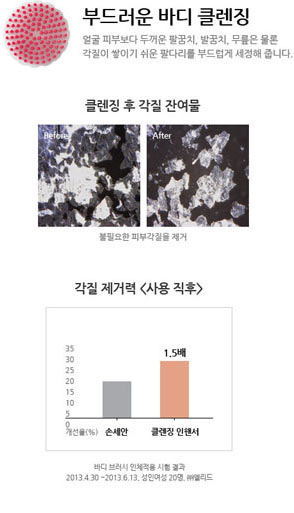 부드러운 바디 클렌징
얼굴 피부보다 두꺼운 팔꿈치, 발꿈치, 무릎은 물론
각질이 쌓이기 쉬운 팔다리를 부드럽게 세정해 줍니다.
클렌징 후 각질 잔여물
Before
After
불필요한 피부각질을 제거
각질 제거력 <사용 직후>
35
30
25
20
15
10
5
0
1.5배
개선율(%)
손세안
클렌징 인핸서
바디 브러시 인체적용 시험 결과
2013.4.30 ~2013.6.13, 성인여성 20명, ㈜엘리드